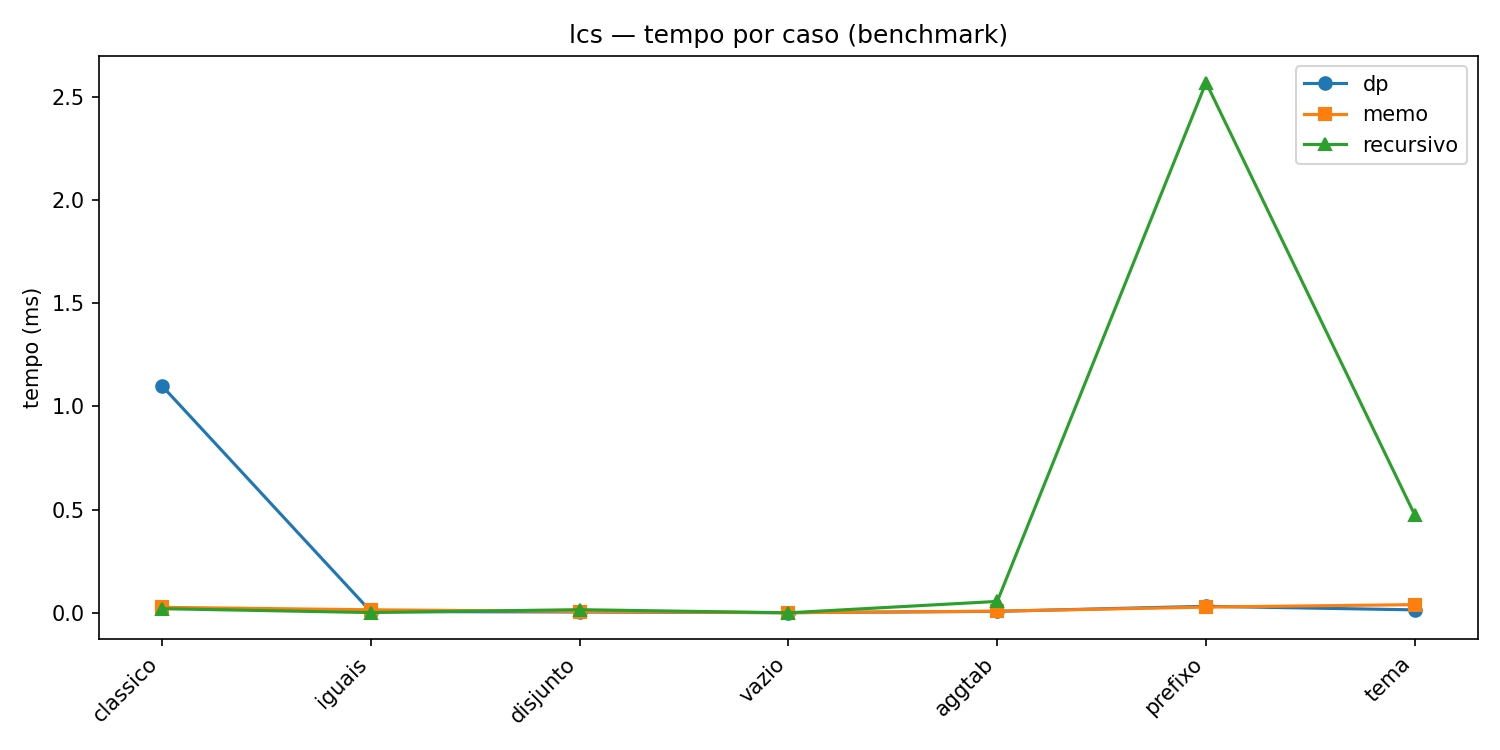 lcs — tempo por caso (benchmark)
dp
memo
recursivo
tempo (ms)
2.5
2.0
1.5
1.0
0.5
0.0
classico
iguais
disjunto
vazio
aggtab
prefixo
tema